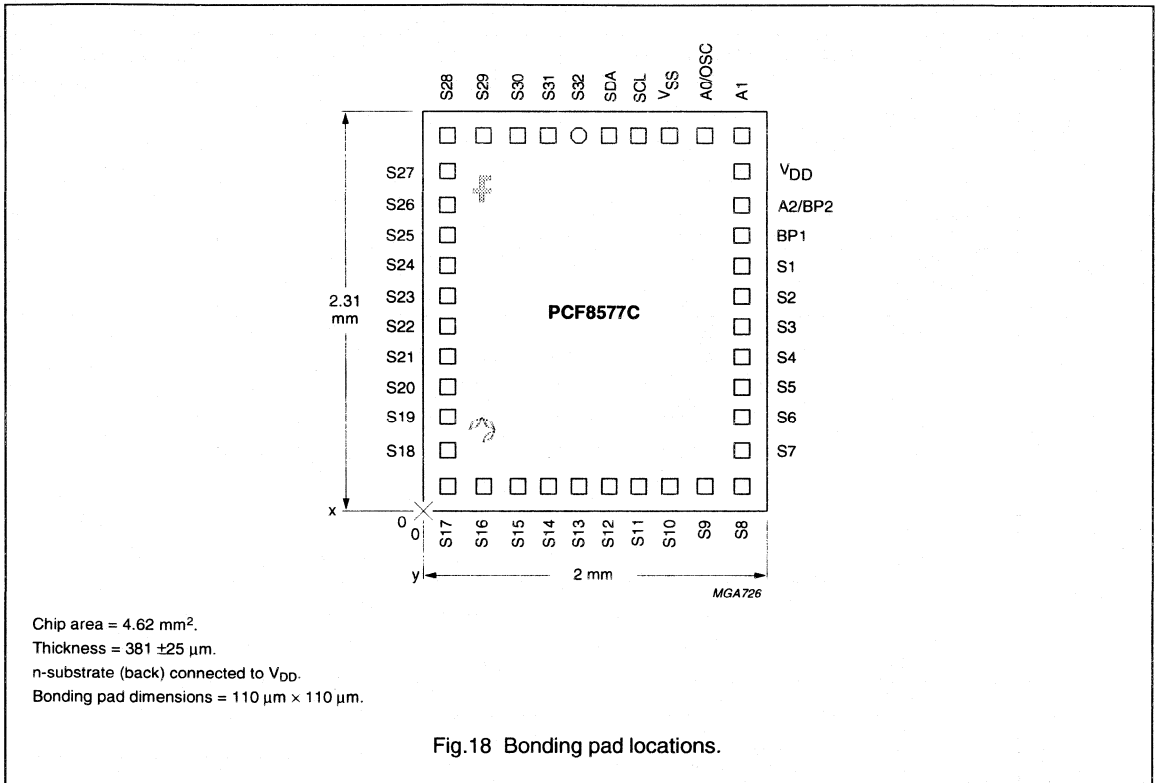 S28
S29
S30
S31
S32
SDA
SCL
VSS
A0/OSC
A1
S27
VDD
S26
A2/BP2
S25
BP1
S24
S1
S23
S2
2.31
mm
PCF8577C
S22
S3
S21
S4
S20
S5
S19
S6
S18
S7
x
0
0
S17
S16
S15
S14
S13
S12
S11
S10
S9
S8
y
2 mm
MGA726
Chip area = 4.62 mm².
Thickness = 381 ±25 µm.
n-substrate (back) connected to VDD.
Bonding pad dimensions = 110 µm × 110 µm.
Fig.18 Bonding pad locations.